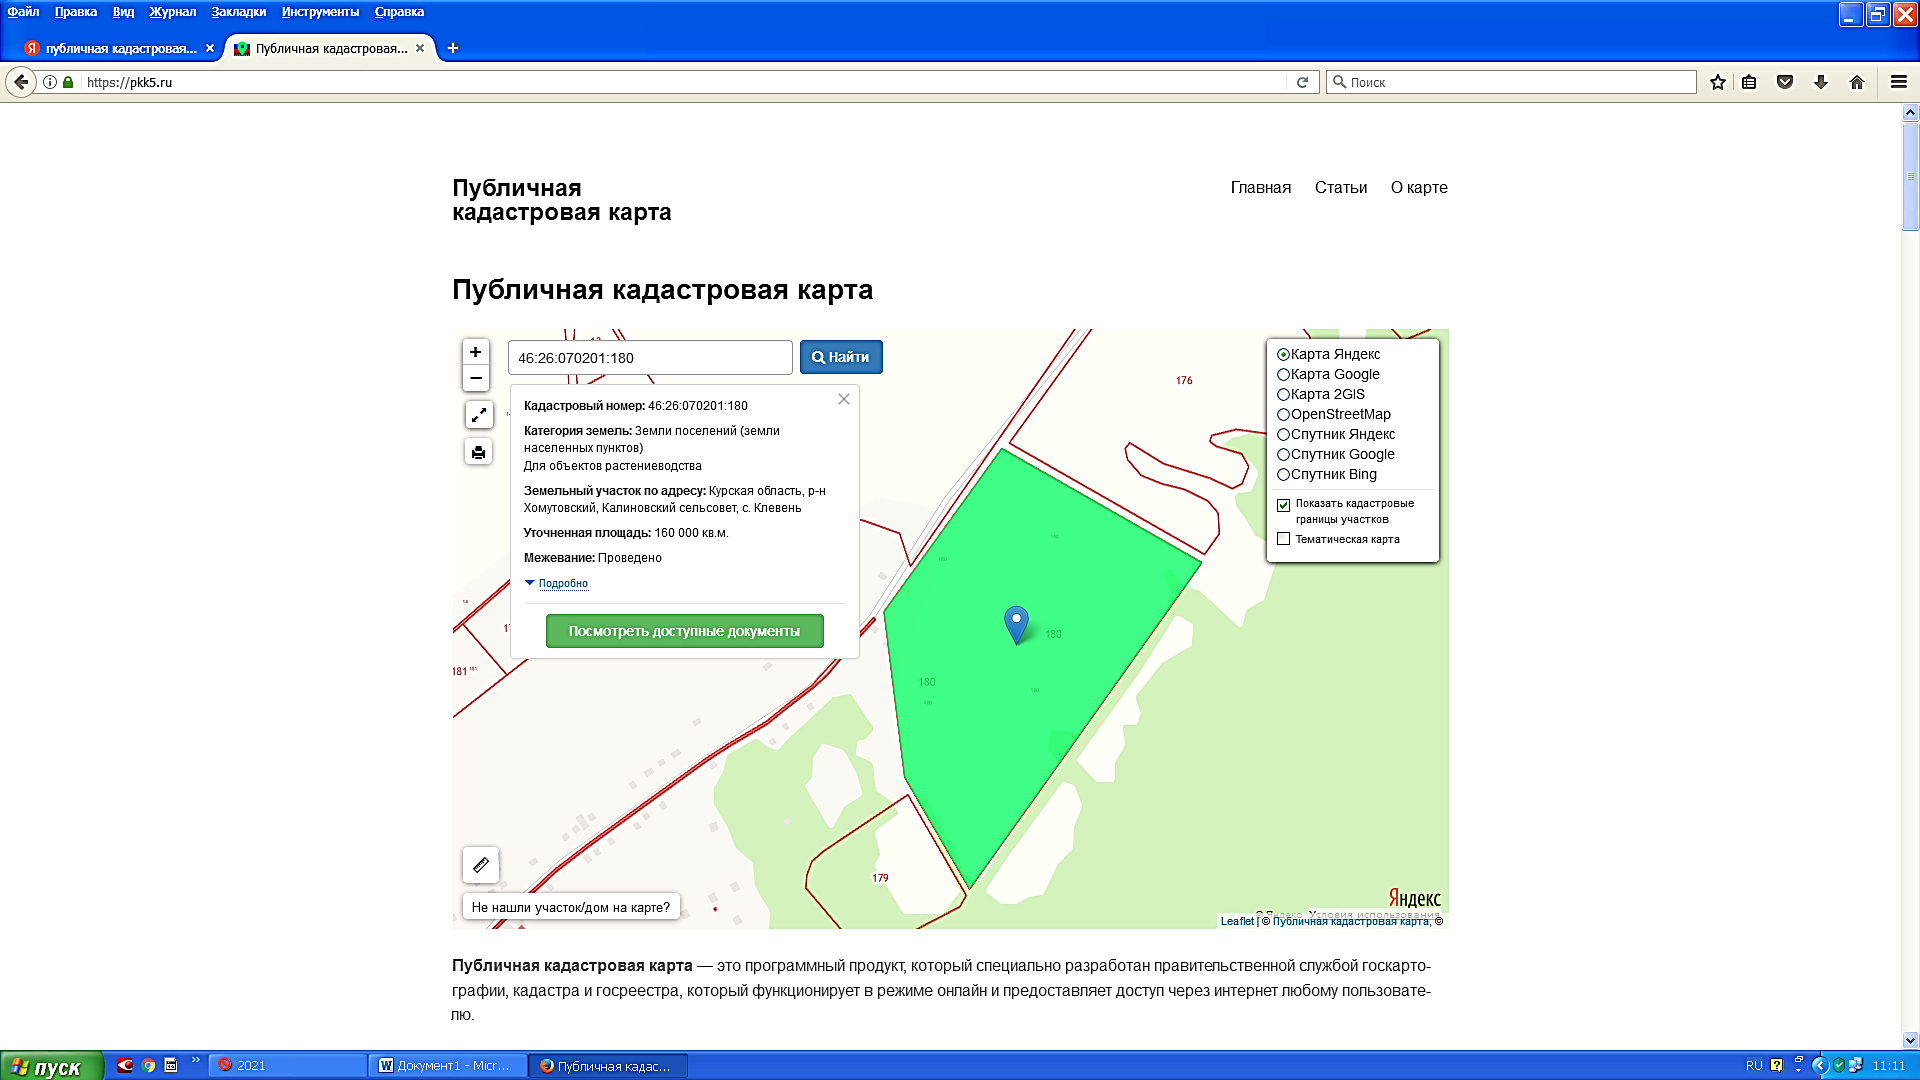 Файл Правка Вид Журнал Закладки Инструменты Справка
публичная кадастровая...
Публичная кадастровая...
https://pkk5.ru
Поиск
Публичная
кадастровая карта
Главная Статьи О карте
Публичная кадастровая карта
46:26:070201:180
Найти
Кадастровый номер: 46:26:070201:180
Категория земель: Земли поселений (земли
населенных пунктов)
Для объектов растениеводства
Земельный участок по адресу: Курская область, р-н
Хомутовский, Калиновский сельсовет, с. Клевень
Уточненная площадь: 160 000 кв.м.
Межевание: Проведено
Подробно
Посмотреть доступные документы
Карта Яндекс
Карта Google
Карта 2GIS
OpenStreetMap
Спутник Яндекс
Спутник Google
Спутник Bing
Показать кадастровые
границы участков
Тематическая карта
176
180
180
181
179
Не нашли участок/дом на карте?
Яндекс
© Яндекс Условия использования
Leaflet | © Публичная кадастровая карта, ©
Публичная кадастровая карта — это программный продукт, который специально разработан правительственной службой госкарто-
графии, кадастра и госреестра, который функционирует в режиме онлайн и предоставляет доступ через интернет любому пользовате-
лю.
пуск
2021
Документ1 - Micr...
Публичная кадас...
RU
11:11